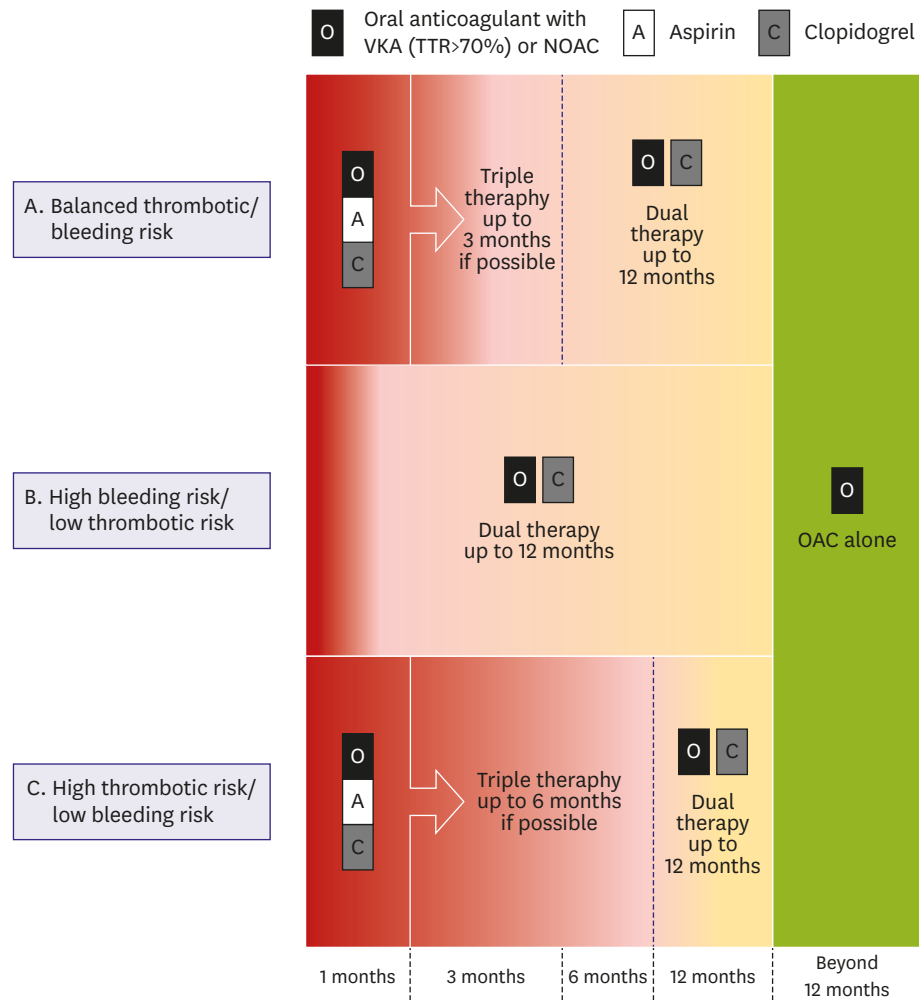 O Oral anticoagulant with
VKA (TTR>70%) or NOAC
A Aspirin
C Clopidogrel
A. Balanced thrombotic/
bleeding risk
O
A
C
Triple
theraphy
up to
3 months
if possible
O C
Dual
therapy
up to
12 months
B. High bleeding risk/
low thrombotic risk
O C
Dual therapy
up to 12 months
O
OAC alone
C. High thrombotic risk/
low bleeding risk
O
A
C
Triple theraphy
up to 6 months
if possible
O C
Dual
therapy
up to
12 months
1 months
3 months
6 months
12 months
Beyond
12 months